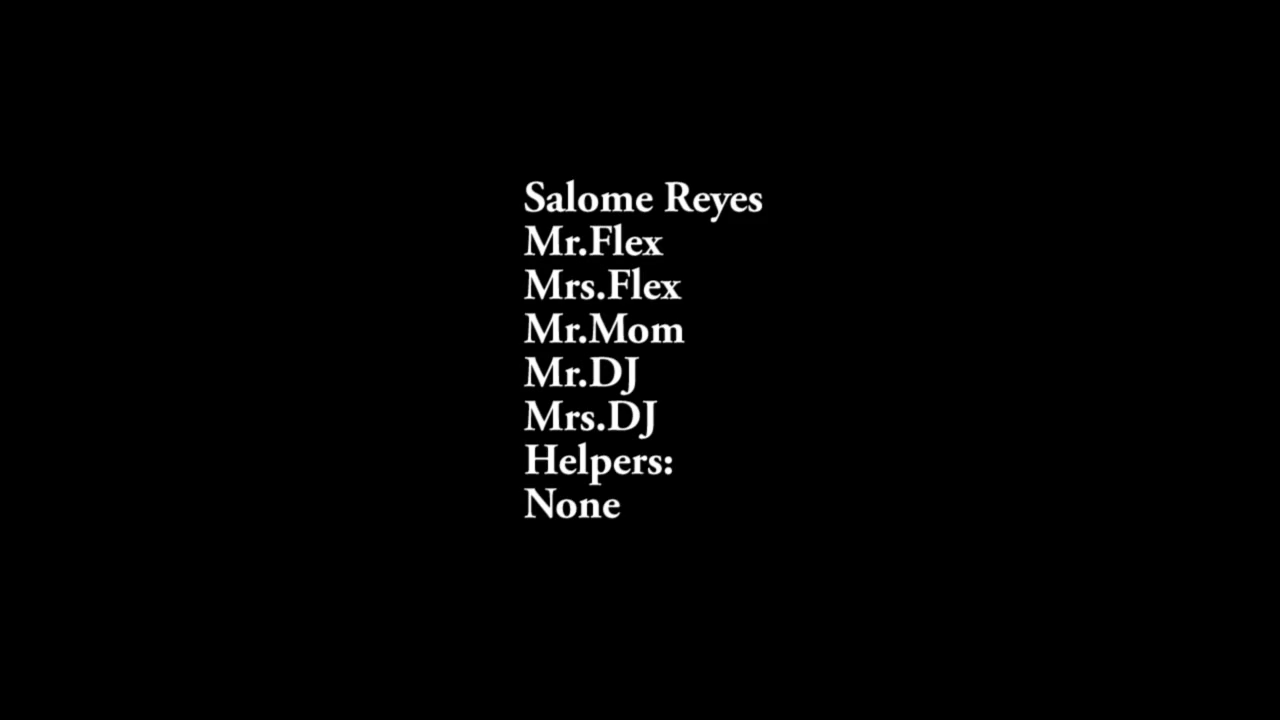 Salome Reyes
Mr.Flex
Mrs.Flex
Mr.Mom
Mr.DJ
Mrs.DJ
Helpers:
None